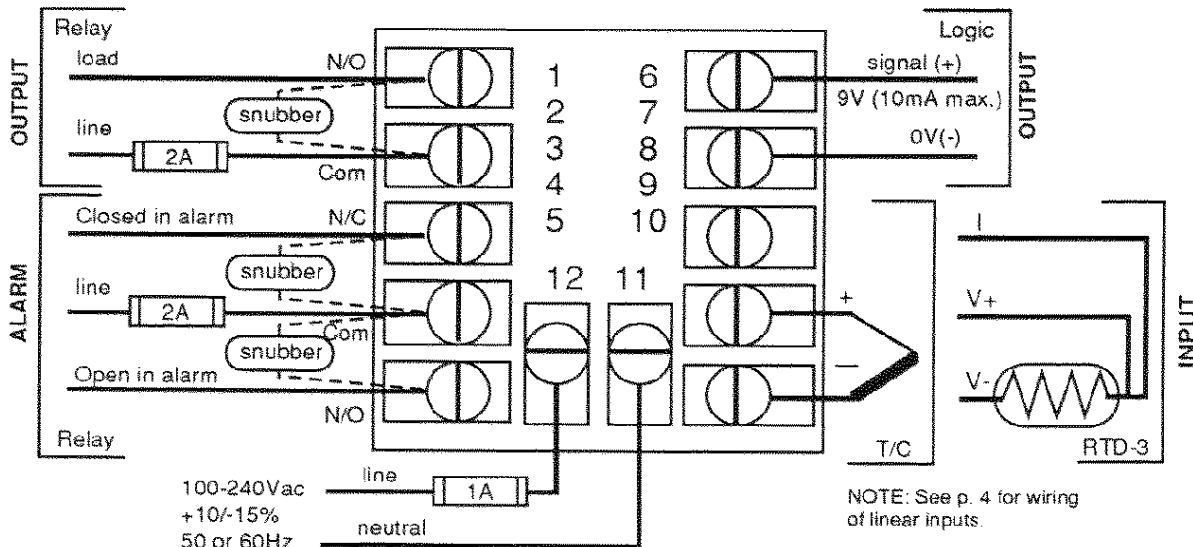 Relay
load
N/O
snubber
line
2A
Com
OUTPUT
Closed in alarm
N/C
snubber
line
2A
Com
snubber
Open in alarm
N/O
Relay
ALARM
1
2
3
4
5
6
7
8
9
10
12
11
Logic
signal (+)
9V (10mA max.)
0V(-)
OUTPUT
+
—
T/C
I
V+
V-
RTD-3
INPUT
100-240Vac
+10/-15%
50 or 60Hz
line
1A
neutral
NOTE: See p. 4 for wiring
of linear inputs.